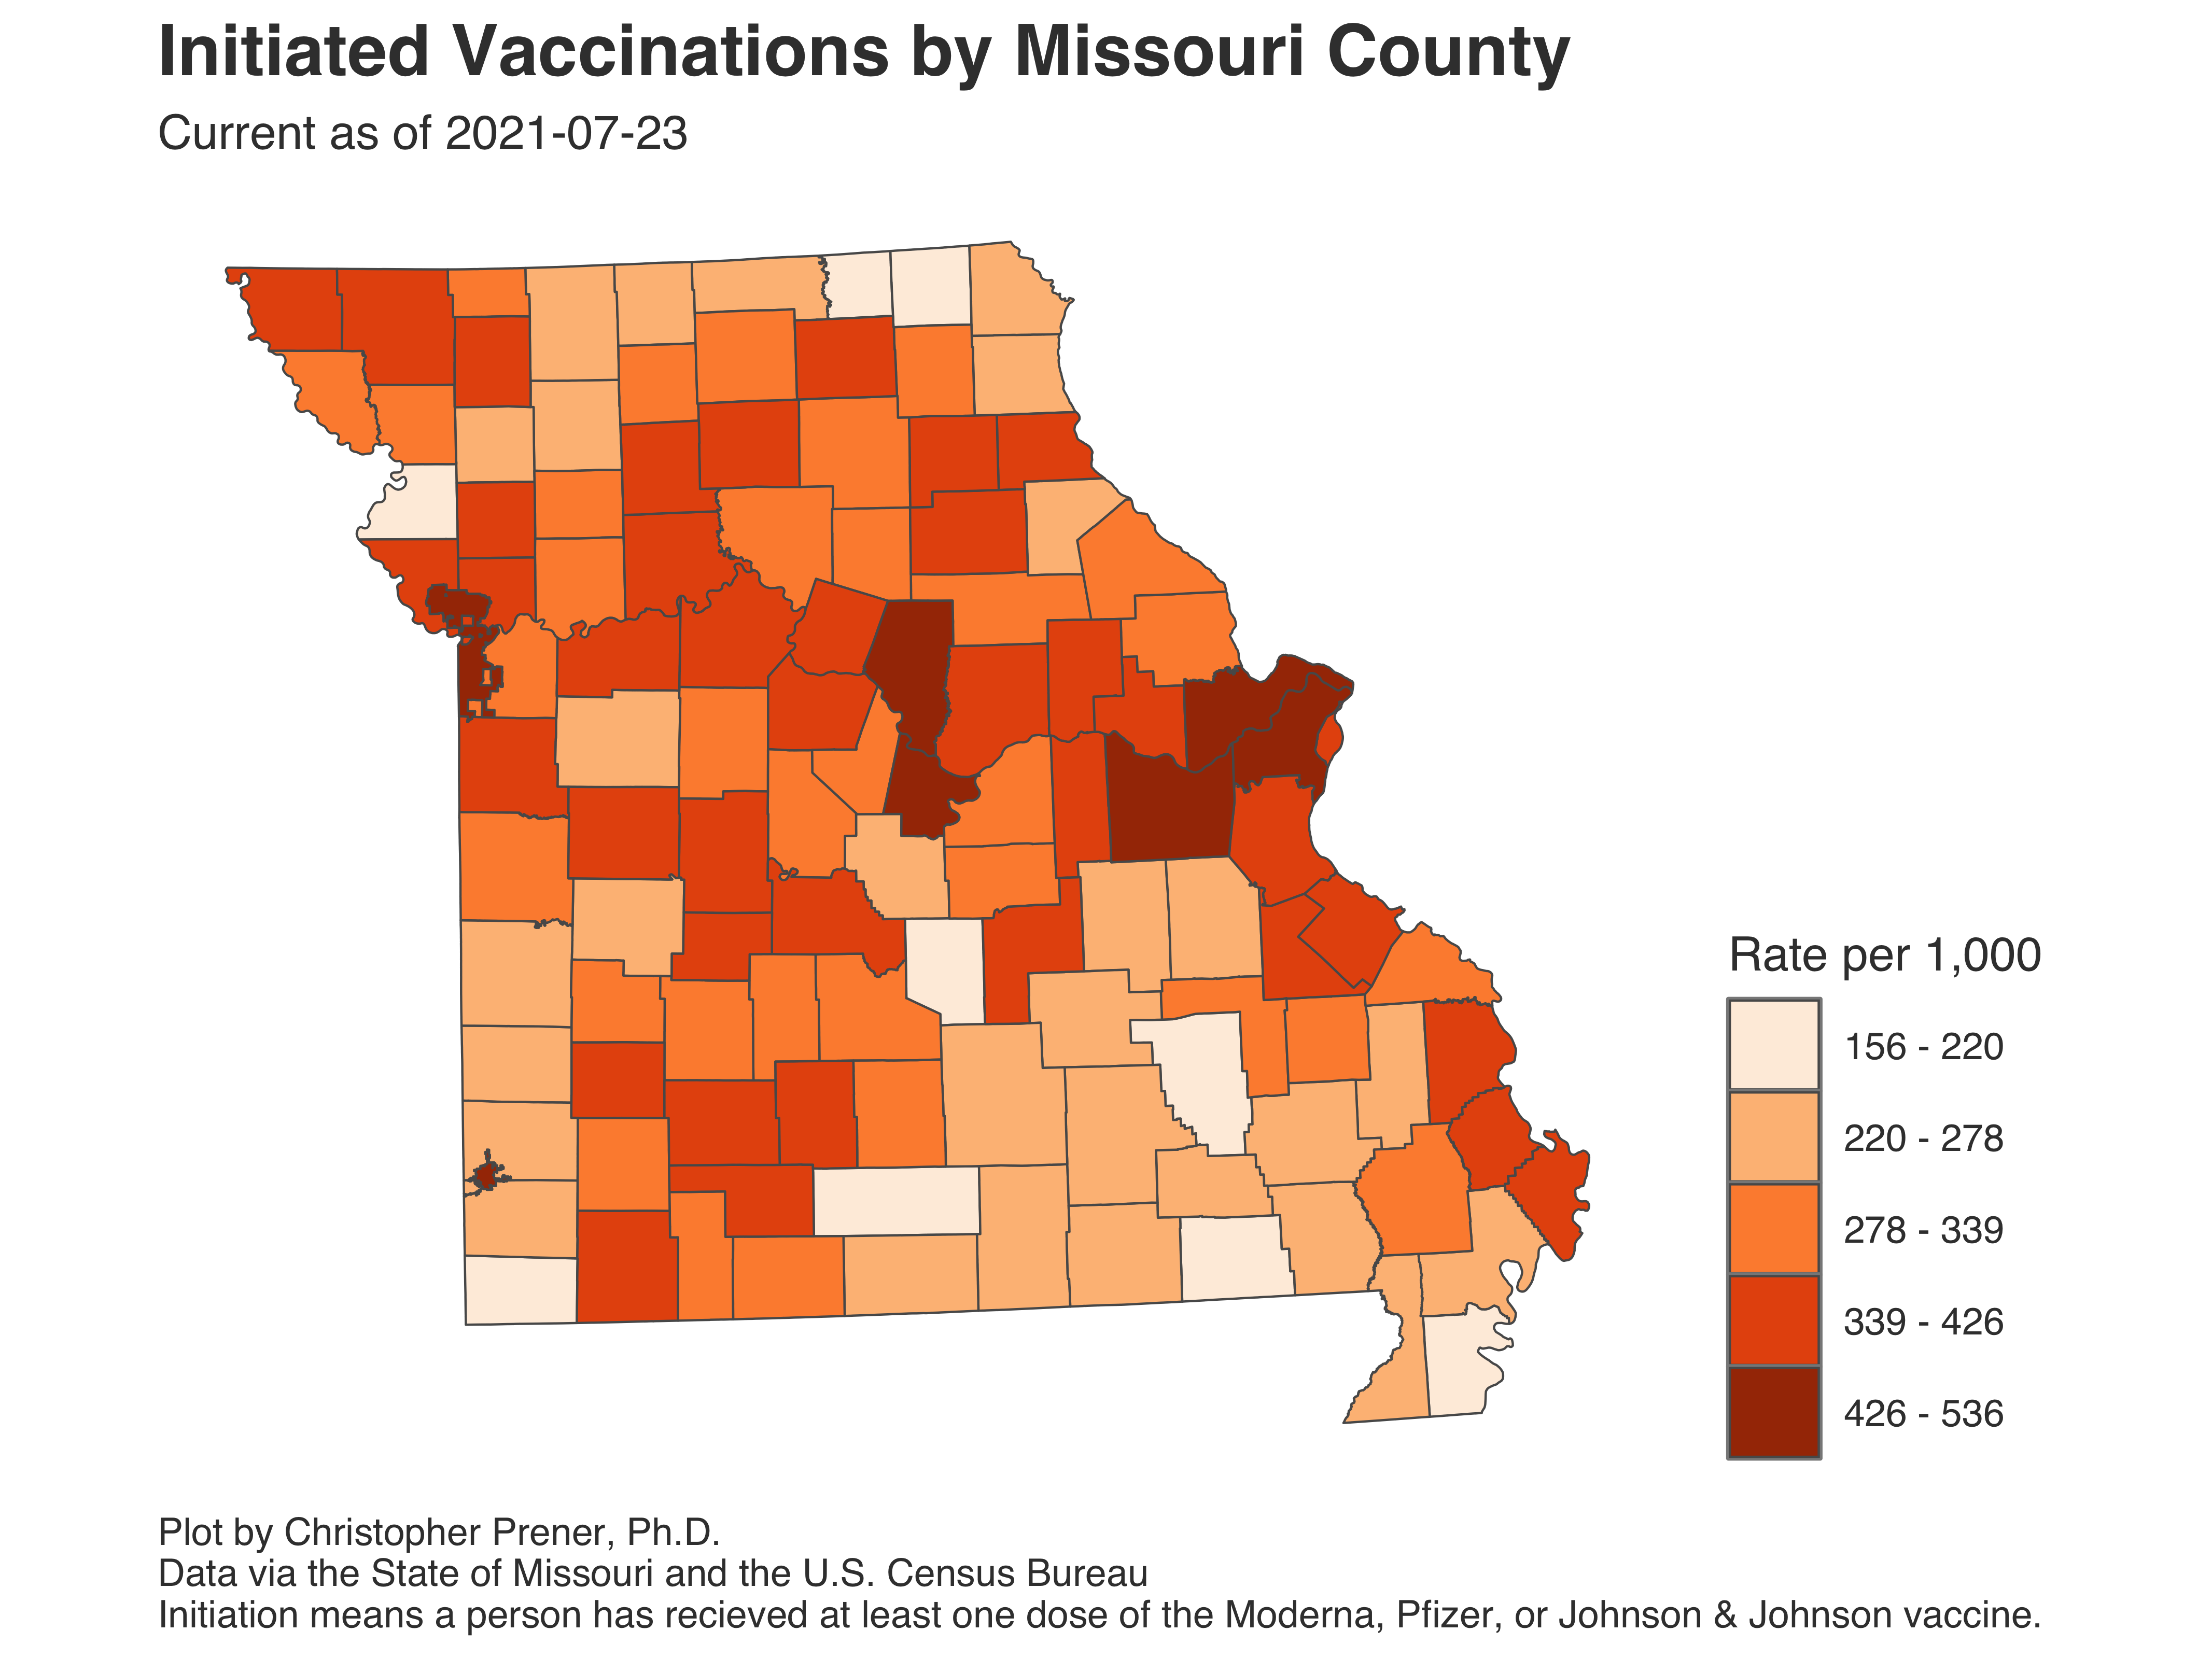 Initiated Vaccinations by Missouri County
Current as of 2021-07-23
Rate per 1,000
156 - 220
220 - 278
278 - 339
339 - 426
426 - 536
Plot by Christopher Prener, Ph.D.
Data via the State of Missouri and the U.S. Census Bureau
Initiation means a person has recieved at least one dose of the Moderna, Pfizer, or Johnson & Johnson vaccine.